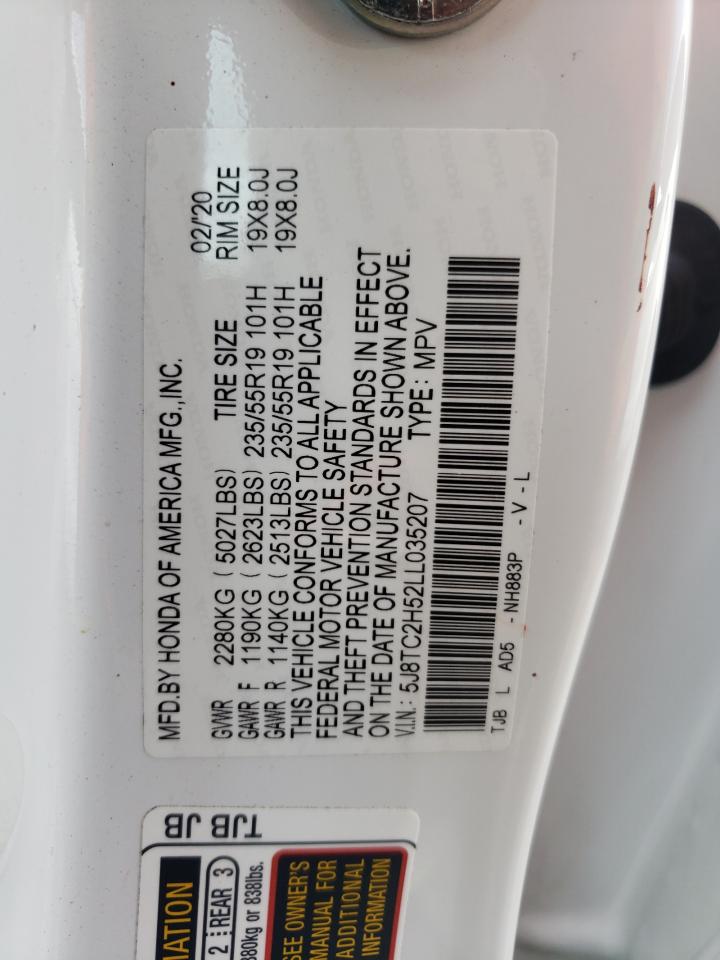 MFD.BY HONDA OF AMERICA MFG.,INC. 02/'20
GVWR 2280KG ( 5027LBS) TIRE SIZE RIM SIZE
GAWR F 1190KG ( 2623LBS) 235/55R19 101H 19X8.0J
GAWR R 1140KG ( 2513LBS) 235/55R19 101H 19X8.0J
THIS VEHICLE CONFORMS TO ALL APPLICABLE
FEDERAL MOTOR VEHICLE SAFETY
AND THEFT PREVENTION STANDARDS IN EFFECT
ON THE DATE OF MANUFACTURE SHOWN ABOVE.
V.I.N.: 5J8TC2H52LL035207 TYPE: MPV
TJB L AD5 -NH883P -V-L
TJB JB
2 REAR 3
838lbs.
SEE OWNER'S
MANUAL FOR
ADDITIONAL
INFORMATION